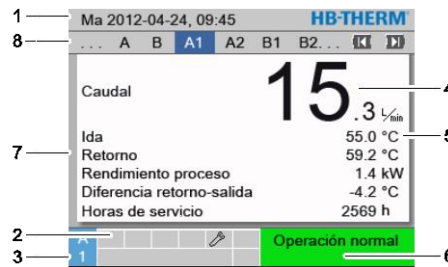 1 Ma 2012-04-24, 09:45 HB-THERM
8 ... A B A1 A2 B1 B2...
Caudal 15.3 L/min 4
Ida 55.0 °C 5
7 Retorno 59.2 °C
Rendimiento proceso 1.4 kW
Diferencia retorno-salida -4.2 °C
Horas de servicio 2569 h
2 A Operación normal
3 1 6